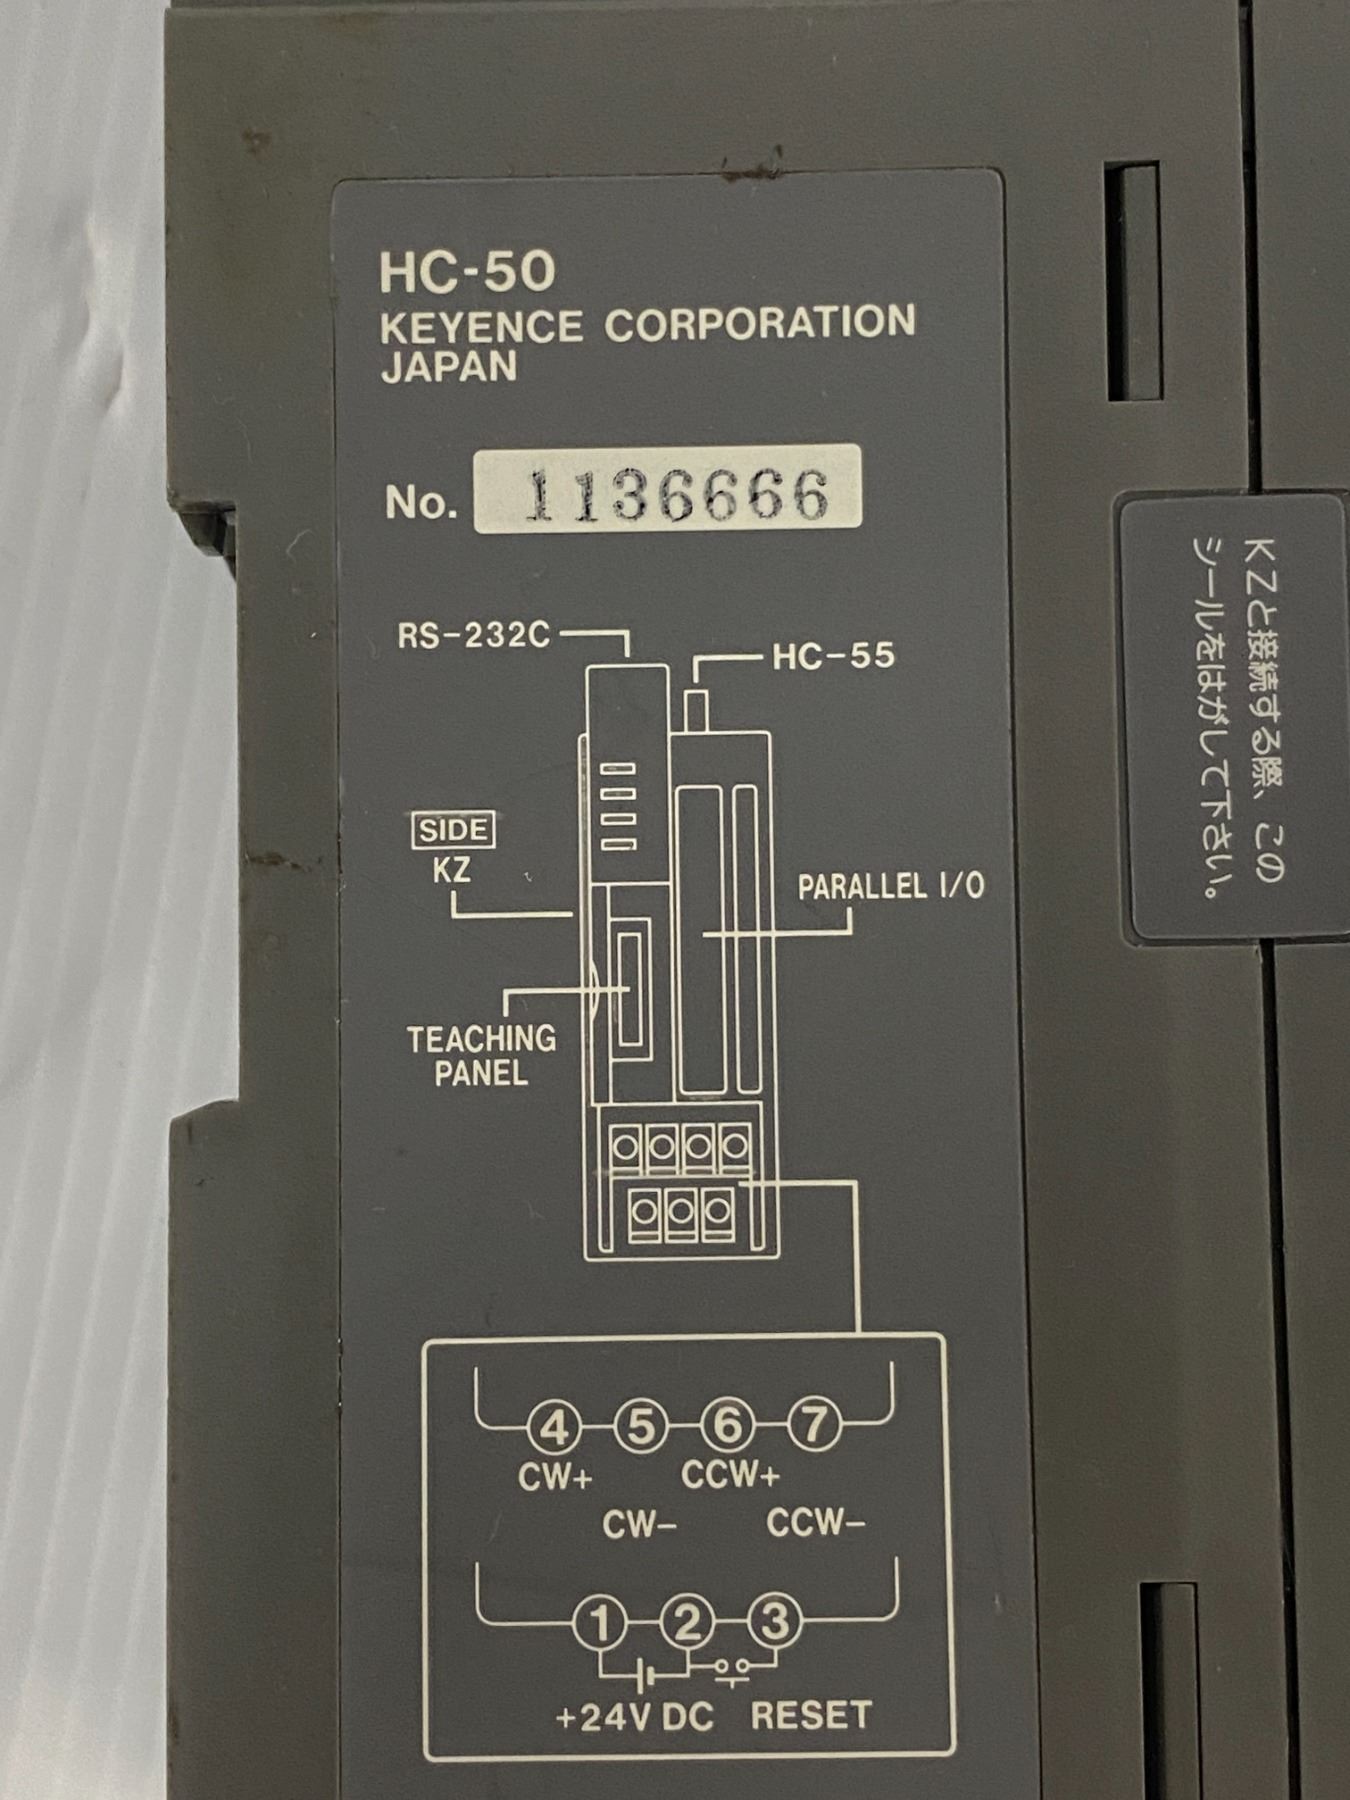 HC-50
KEYENCE CORPORATION
JAPAN
No. 1136666
RS-232C
HC-55
SIDE
KZ
PARALLEL I/O
TEACHING
PANEL
④ ⑤ ⑥ ⑦
CW+ CCW+
CW- CCW-
① ② ③
+24V DC RESET
KZと接続する際、この
シールをはがして下さい。